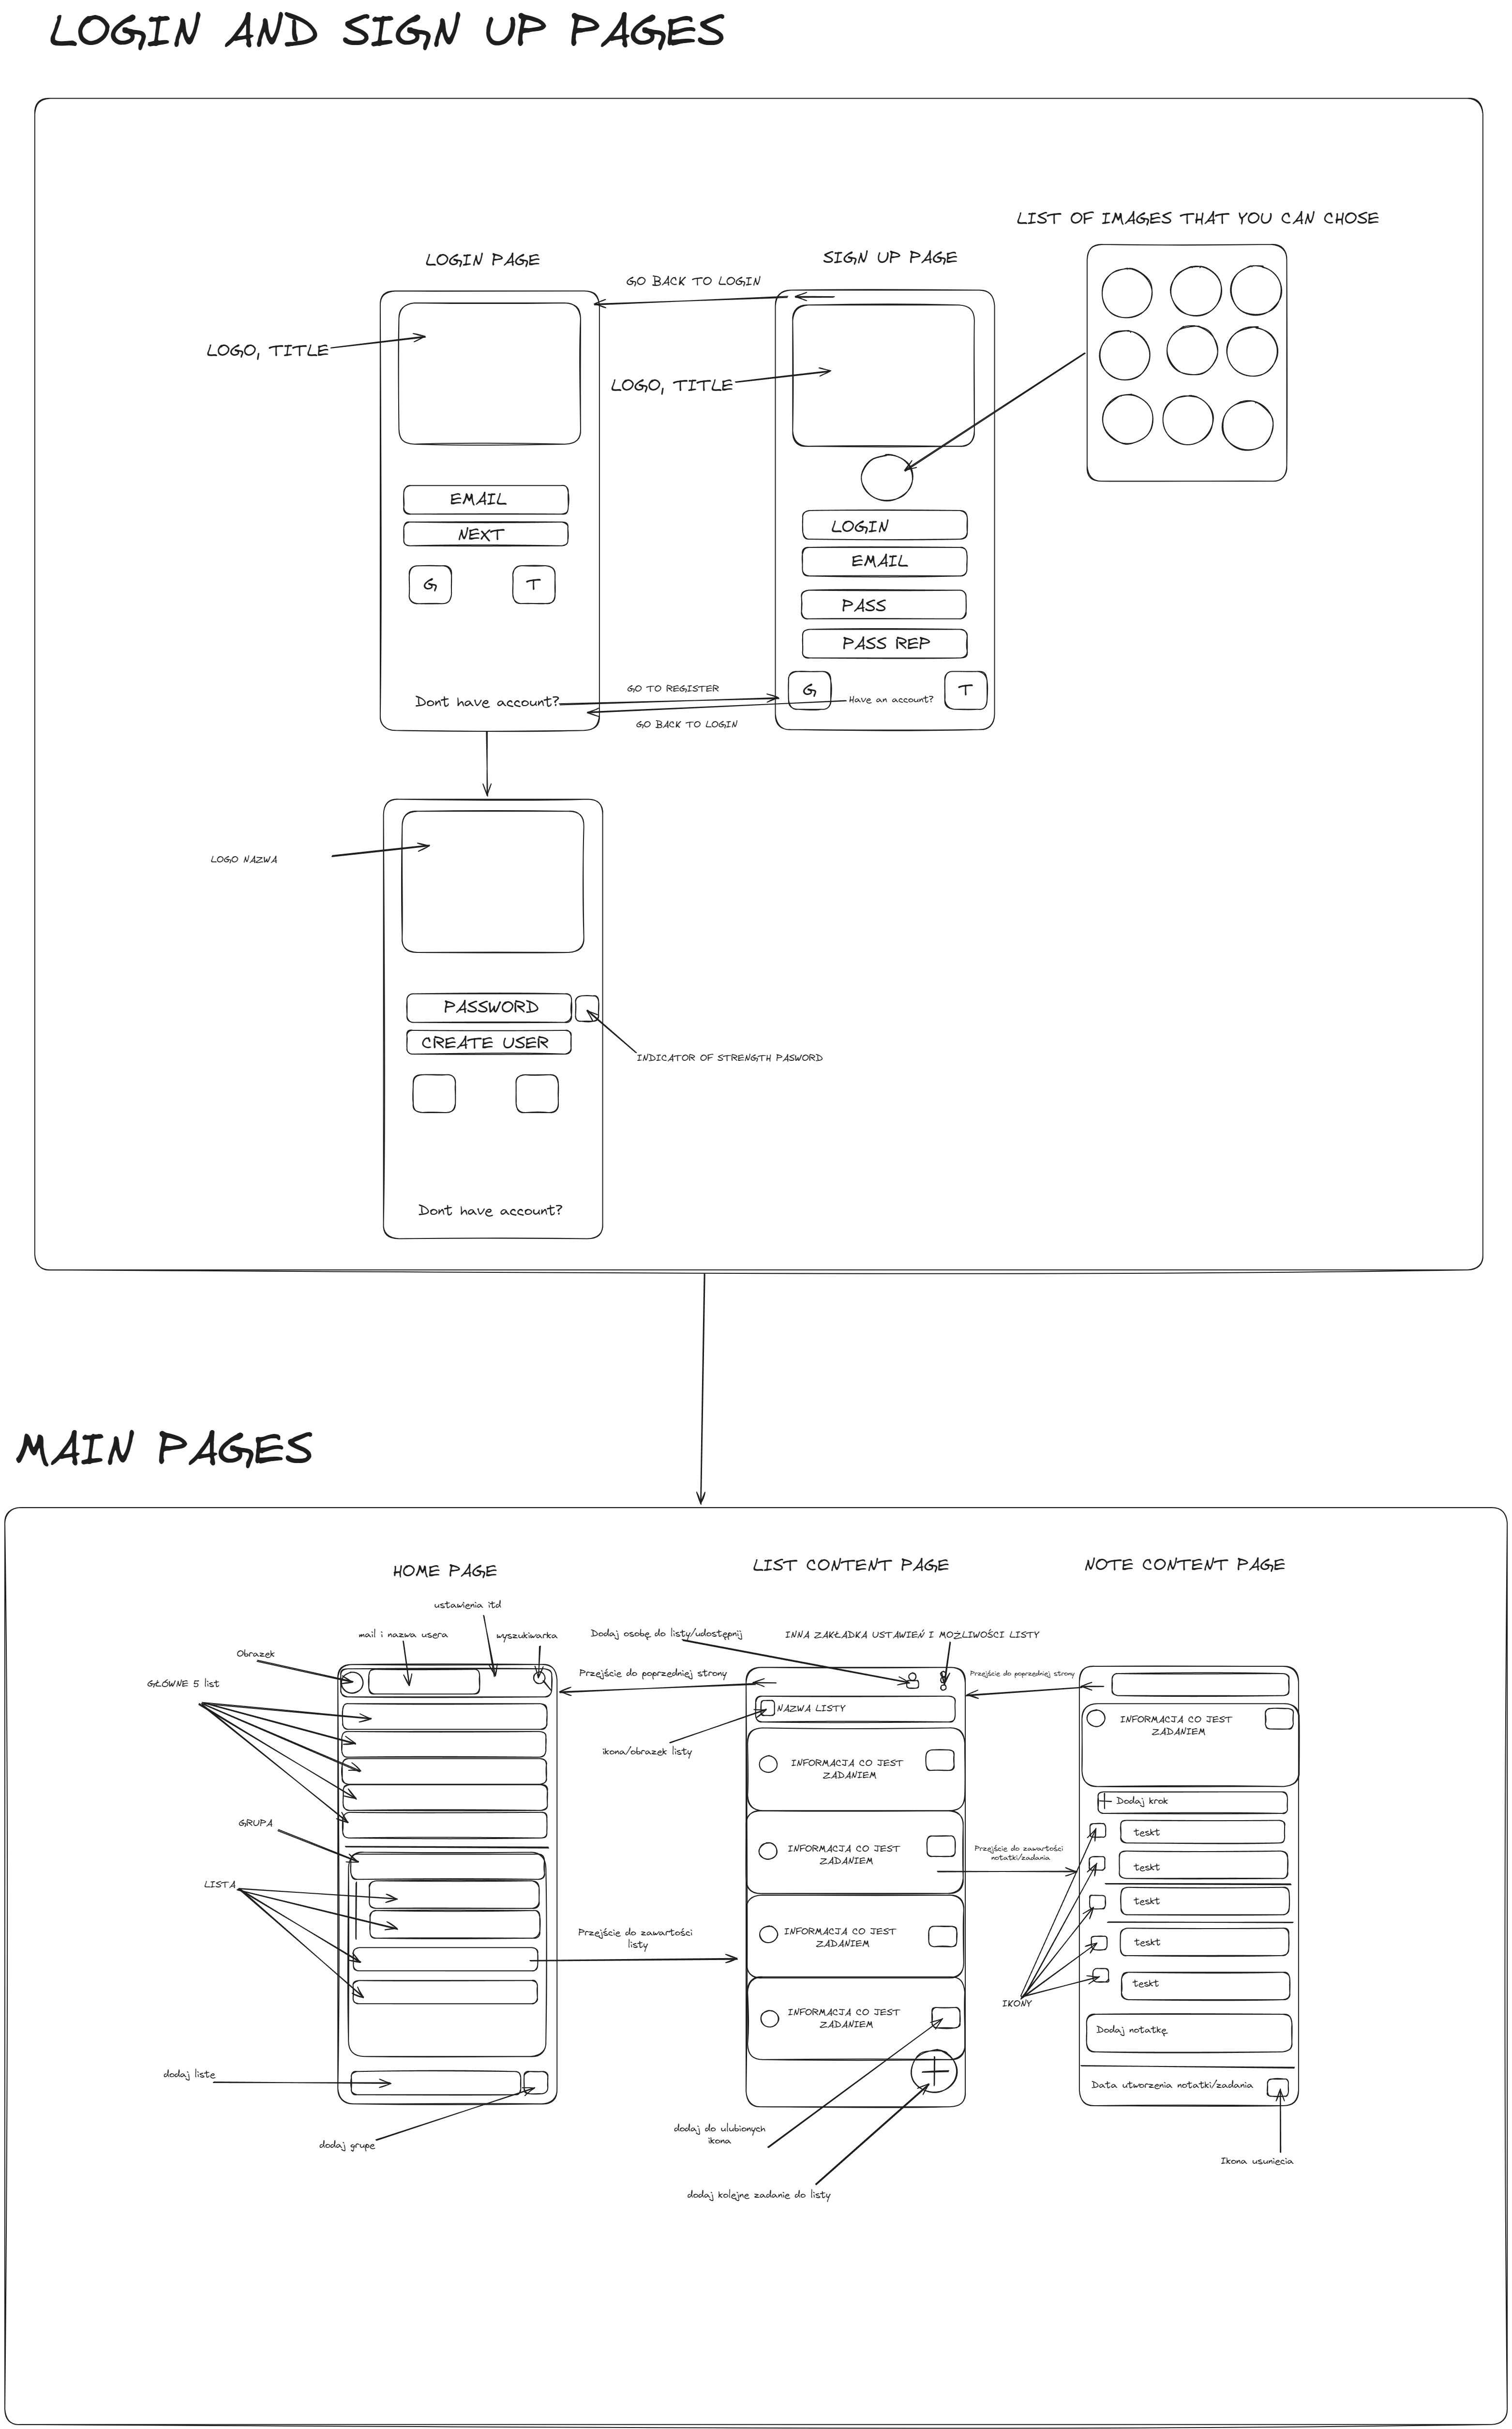 LOGIN AND SIGN UP PAGES
LIST OF IMAGES THAT YOU CAN CHOSE
LOGIN PAGE
SIGN UP PAGE
GO BACK TO LOGIN
LOGO, TITLE
LOGO, TITLE
EMAIL
NEXT
G
T
LOGIN
EMAIL
PASS
PASS REP
G
T
Dont have account?
GO TO REGISTER
Have an account?
GO BACK TO LOGIN
LOGO NAZWA
PASSWORD
CREATE USER
INDICATOR OF STRENGTH PASWORD
Dont have account?
MAIN PAGES
HOME PAGE
LIST CONTENT PAGE
NOTE CONTENT PAGE
ustawienia itd
mail i nazwa usera
wyszukiwarka
Obrazek
GŁÓWNE 5 list
GRUPA
LISTA
dodaj liste
dodaj grupe
Dodaj osobę do listy/udostępnij
INNA ZAKŁADKA USTAWIEŃ I MOŻLIWOŚCI LISTY
Przejście do poprzedniej strony
NAZWA LISTY
ikona/obrazek listy
INFORMACJA CO JEST
ZADANIEM
INFORMACJA CO JEST
ZADANIEM
INFORMACJA CO JEST
ZADANIEM
INFORMACJA CO JEST
ZADANIEM
Przejście do zawartości
listy
dodaj do ulubionych
ikona
dodaj kolejne zadanie do listy
Przejście do poprzedniej strony
Przejście do zawartości
notatki/zadania
INFORMACJA CO JEST
ZADANIEM
Dodaj krok
teskt
teskt
teskt
teskt
teskt
IKONY
Dodaj notatkę
Data utworzenia notatki/zadania
Ikona usuniecia